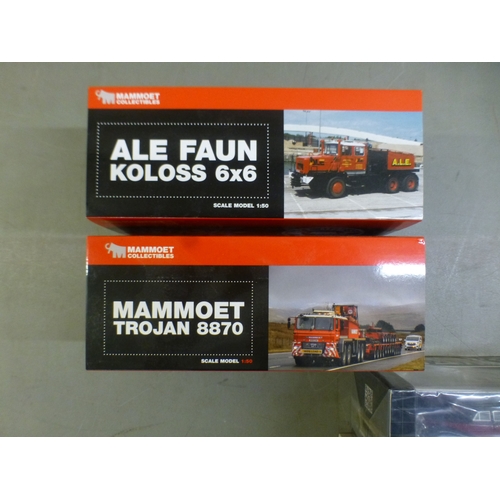 MAMMOET
COLLECTIBLES
ALE FAUN
KOLOSS 6x6
SCALE MODEL 1:50
A.L.E.
MAMMOET
COLLECTIBLES
MAMMOET
TROJAN 8870
SCALE MODEL 1:50